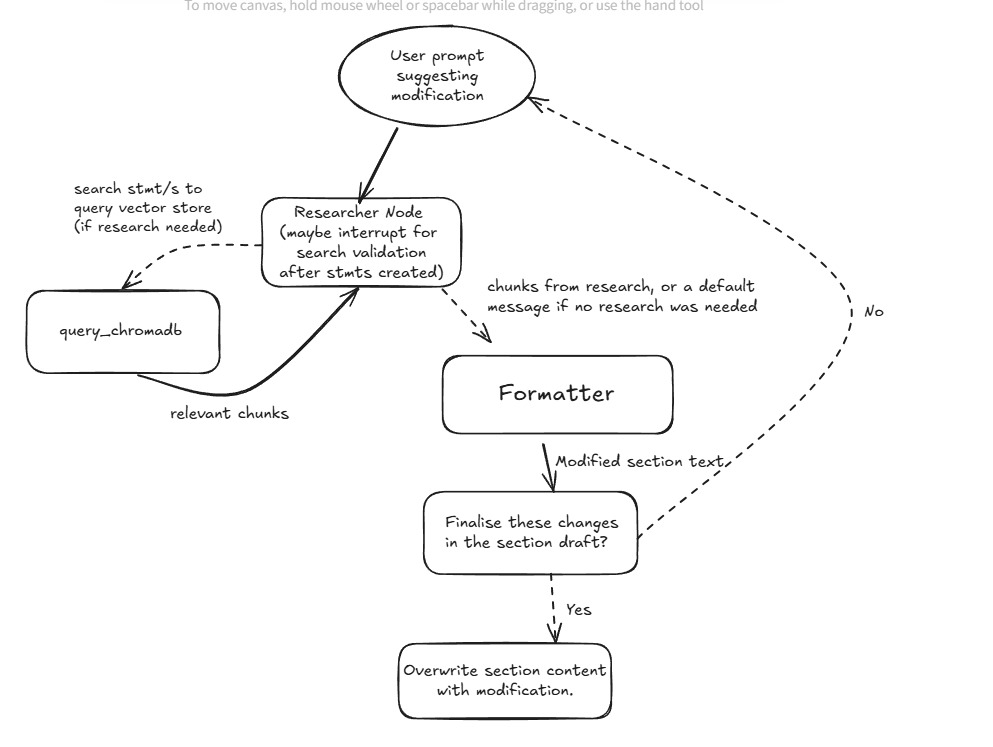 To move canvas, hold mouse wheel or spacebar while dragging, or use the hand tool
User prompt
suggesting
modification
search stmt/s to
query vector store
(if research needed)
Researcher Node
(maybe interrupt for
search validation
after stmts created)
chunks from research, or a default
message if no research was needed
No
query_chromadb
relevant chunks
Formatter
Modified section text
Finalise these changes
in the section draft?
Yes
Overwrite section content
with modification.